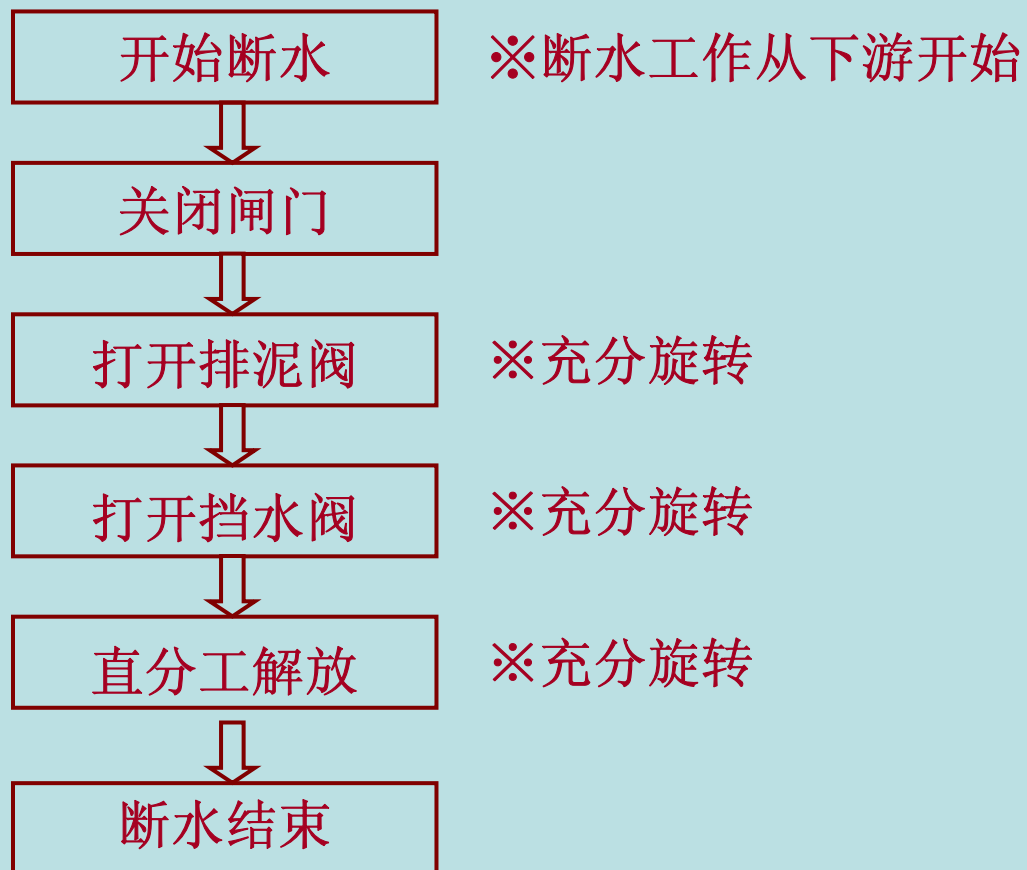 开始断水
※断水工作从下游开始
关闭闸门
打开排泥阀
※充分旋转
打开挡水阀
※充分旋转
直分工解放
※充分旋转
断水结束